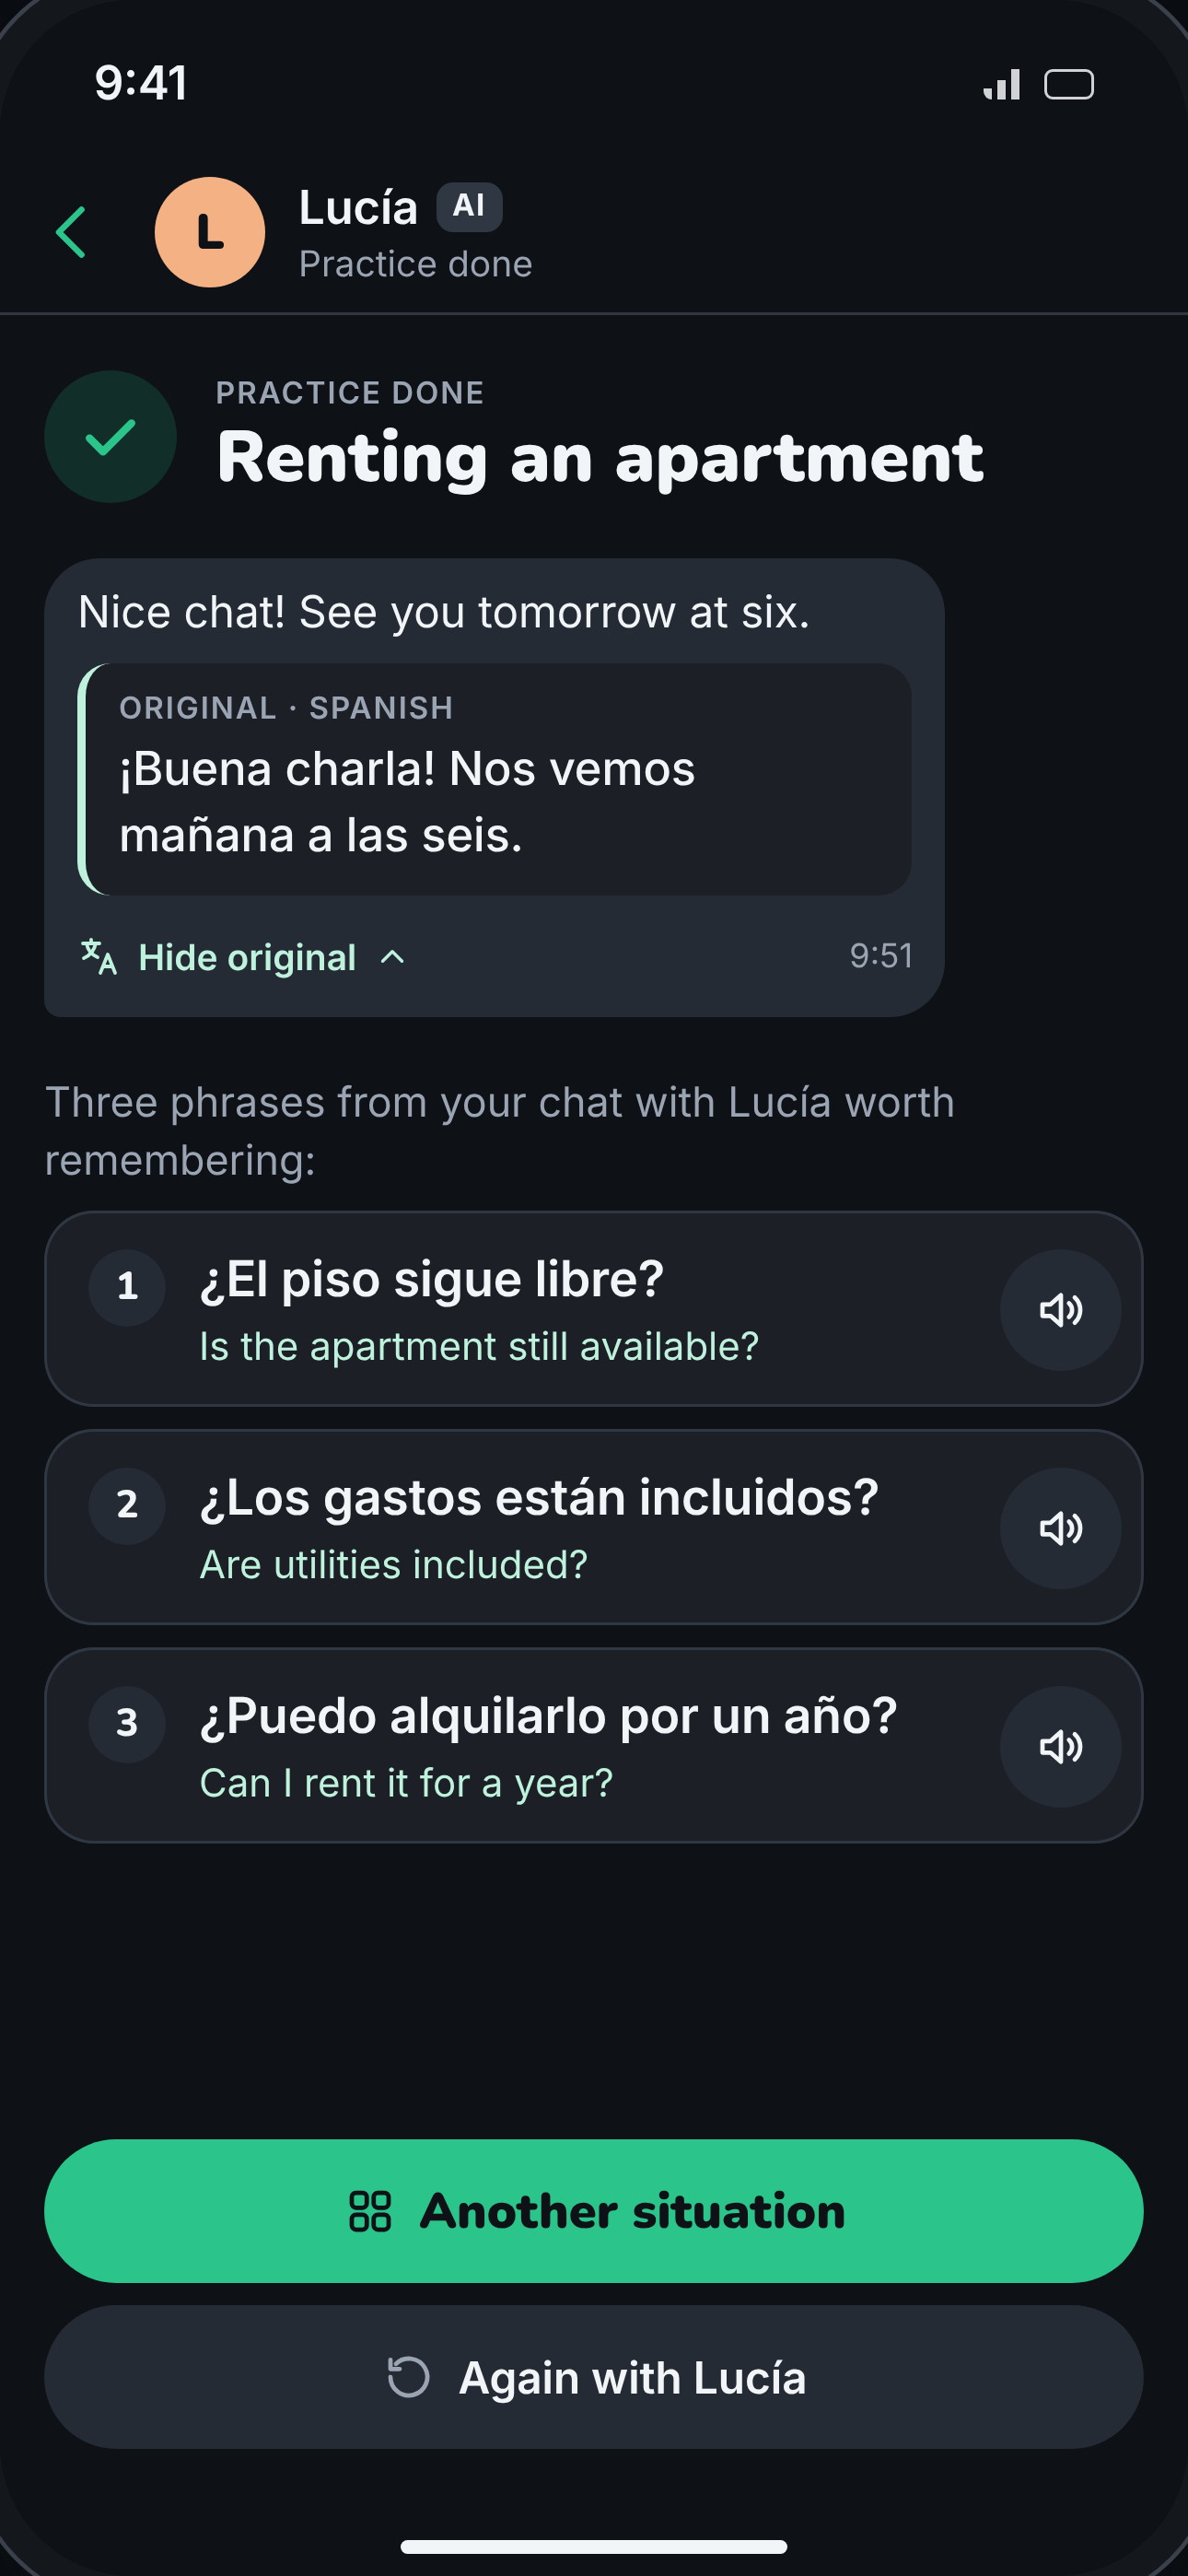 9:41
L
Lucía AI
Practice done
PRACTICE DONE
Renting an apartment
Nice chat! See you tomorrow at six.
ORIGINAL · SPANISH
¡Buena charla! Nos vemos
mañana a las seis.
Hide original
9:51
Three phrases from your chat with Lucía worth
remembering:
1
¿El piso sigue libre?
Is the apartment still available?
2
¿Los gastos están incluidos?
Are utilities included?
3
¿Puedo alquilarlo por un año?
Can I rent it for a year?
Another situation
Again with Lucía